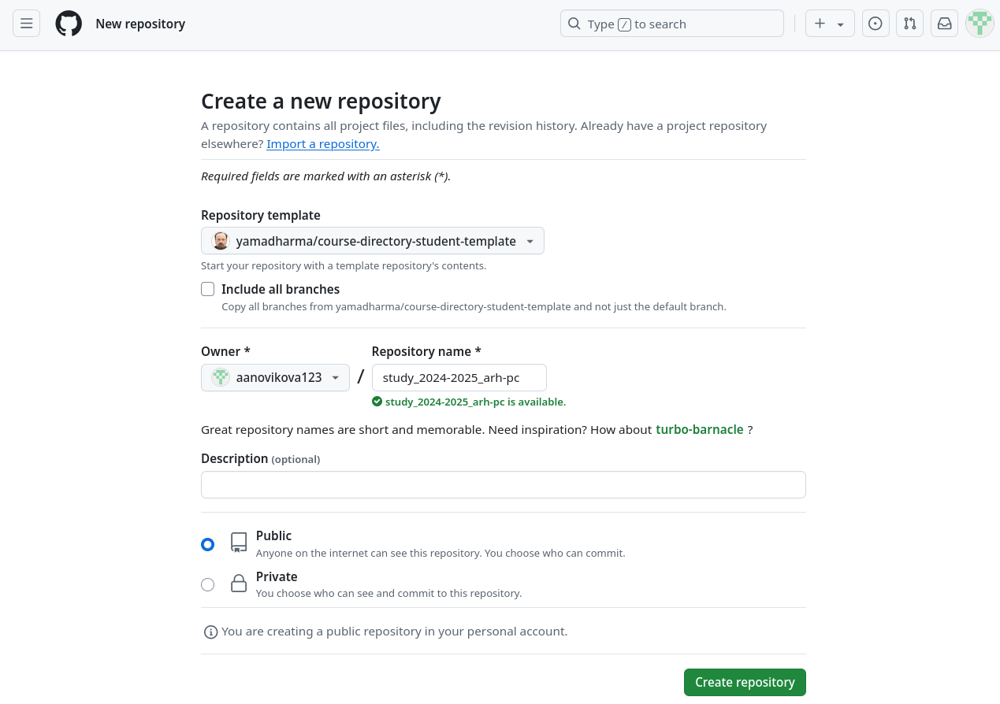 New repository
Type / to search
Create a new repository
A repository contains all project files, including the revision history. Already have a project repository
elsewhere? Import a repository.
Required fields are marked with an asterisk (*).
Repository template
yamadharma/course-directory-student-template
Start your repository with a template repository's contents.
Include all branches
Copy all branches from yamadharma/course-directory-student-template and not just the default branch.
Owner * Repository name *
aanovikova123 / study_2024-2025_arh-pc
study_2024-2025_arh-pc is available.
Great repository names are short and memorable. Need inspiration? How about turbo-barnacle ?
Description (optional)
Public
Anyone on the internet can see this repository. You choose who can commit.
Private
You choose who can see and commit to this repository.
You are creating a public repository in your personal account.
Create repository